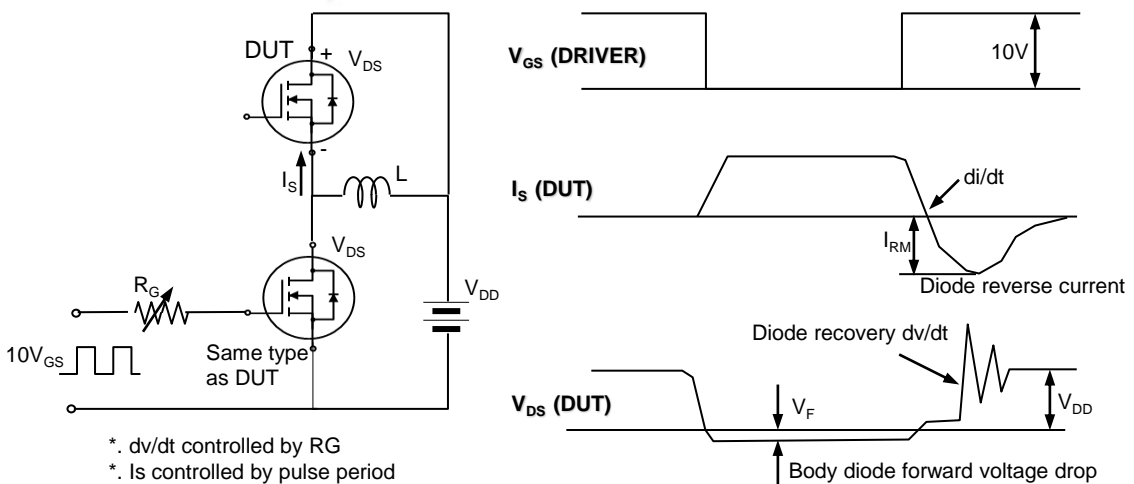 DUT
+
V_DS
-
I_S
L
V_DS
R_G
V_DD
10V_GS
Same type
as DUT
*. dv/dt controlled by RG
*. Is controlled by pulse period
V_GS (DRIVER)
10V
I_S (DUT)
di/dt
I_RM
Diode reverse current
Diode recovery dv/dt
V_DS (DUT)
V_F
V_DD
Body diode forward voltage drop